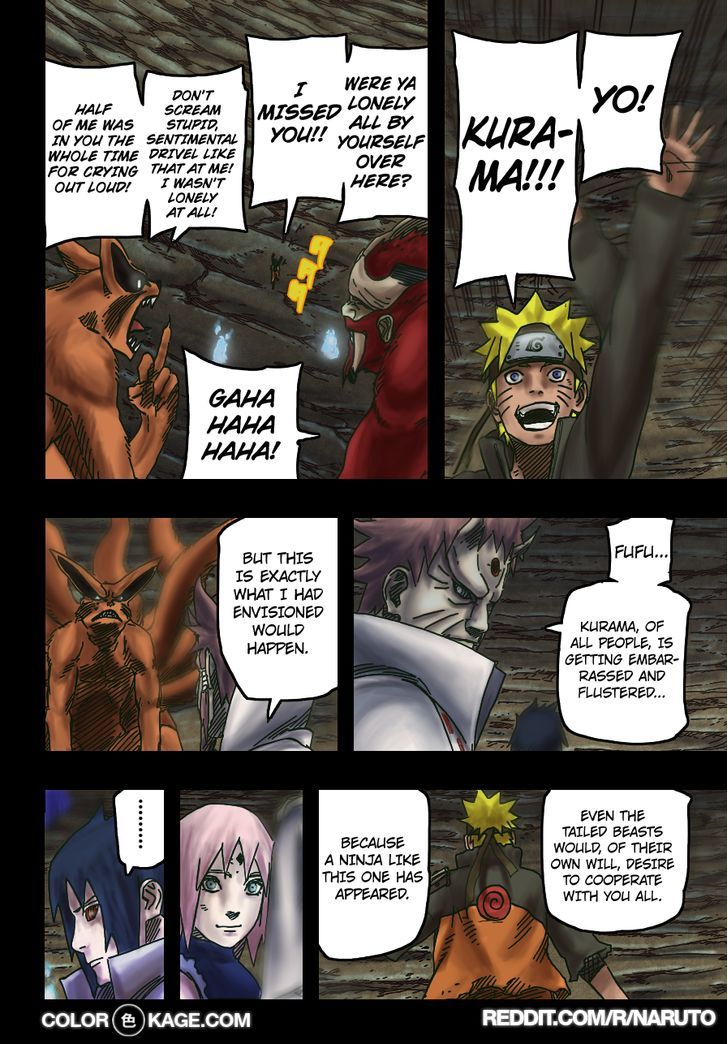 YO!
KURA-
MA!!!
WERE YA
LONELY
ALL BY
YOURSELF
OVER
HERE?
I
MISSED
YOU!!
DON'T
SCREAM
STUPID,
SENTIMENTAL
DRIVEL LIKE
THAT AT ME!
I WASN'T
LONELY
AT ALL!
HALF
OF ME WAS
IN YOU THE
WHOLE TIME
FOR CRYING
OUT LOUD!
GAHA
HAHA
HAHA!
FUFU...
KURAMA, OF
ALL PEOPLE, IS
GETTING EMBAR-
RASSED AND
FLUSTERED...
BUT THIS
IS EXACTLY
WHAT I HAD
ENVISIONED
WOULD
HAPPEN.
EVEN THE
TAILED BEASTS
WOULD, OF THEIR
OWN WILL, DESIRE
TO COOPERATE
WITH YOU ALL.
BECAUSE
A NINJA LIKE
THIS ONE HAS
APPEARED.
........
COLOR 色 KAGE.COM
REDDIT.COM/R/NARUTO